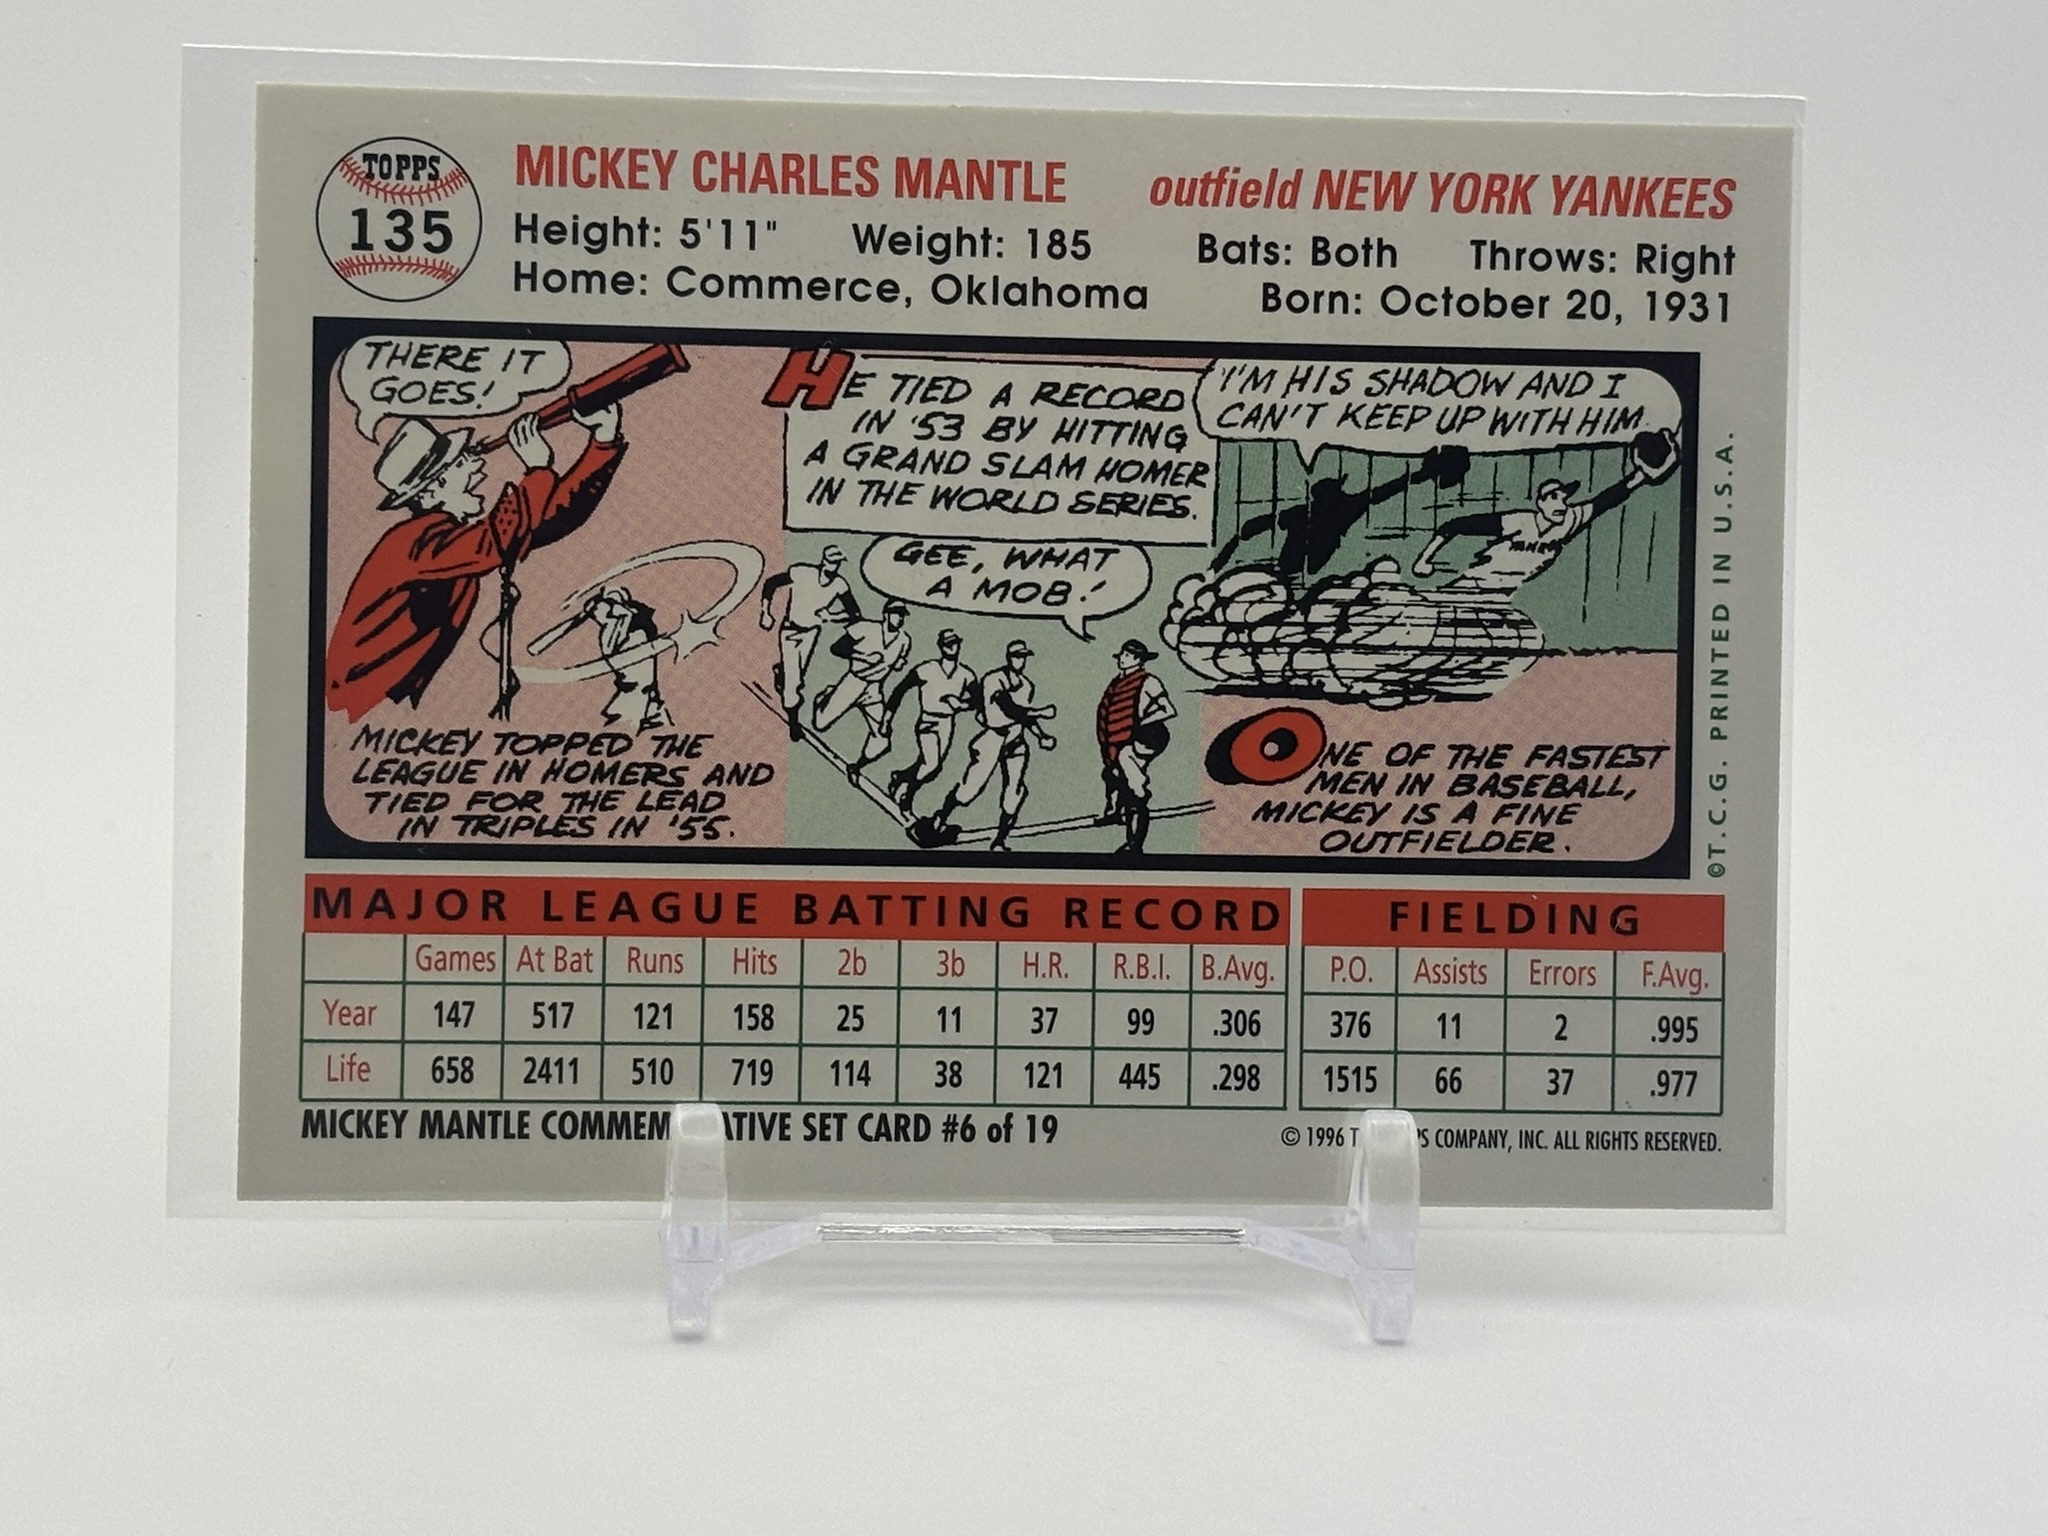 TOPPS
135
MICKEY CHARLES MANTLE
outfield NEW YORK YANKEES
Height: 5'11" Weight: 185 Bats: Both Throws: Right
Home: Commerce, Oklahoma Born: October 20, 1931
THERE IT
GOES!
MICKEY TOPPED THE
LEAGUE IN HOMERS AND
TIED FOR THE LEAD
IN TRIPLES IN '55.
HE TIED A RECORD
IN '53 BY HITTING
A GRAND SLAM HOMER
IN THE WORLD SERIES.
GEE, WHAT
A MOB!
I'M HIS SHADOW AND I
CAN'T KEEP UP WITH HIM.
ONE OF THE FASTEST
MEN IN BASEBALL,
MICKEY IS A FINE
OUTFIELDER.
©T.C.G. PRINTED IN U.S.A.
MAJOR LEAGUE BATTING RECORD FIELDING
Games At Bat Runs Hits 2b 3b H.R. R.B.I. B.Avg. P.O. Assists Errors F.Avg.
Year 147 517 121 158 25 11 37 99 .306 376 11 2 .995
Life 658 2411 510 719 114 38 121 445 .298 1515 66 37 .977
MICKEY MANTLE COMMEM ATIVE SET CARD #6 of 19
© 1996 T PS COMPANY, INC. ALL RIGHTS RESERVED.